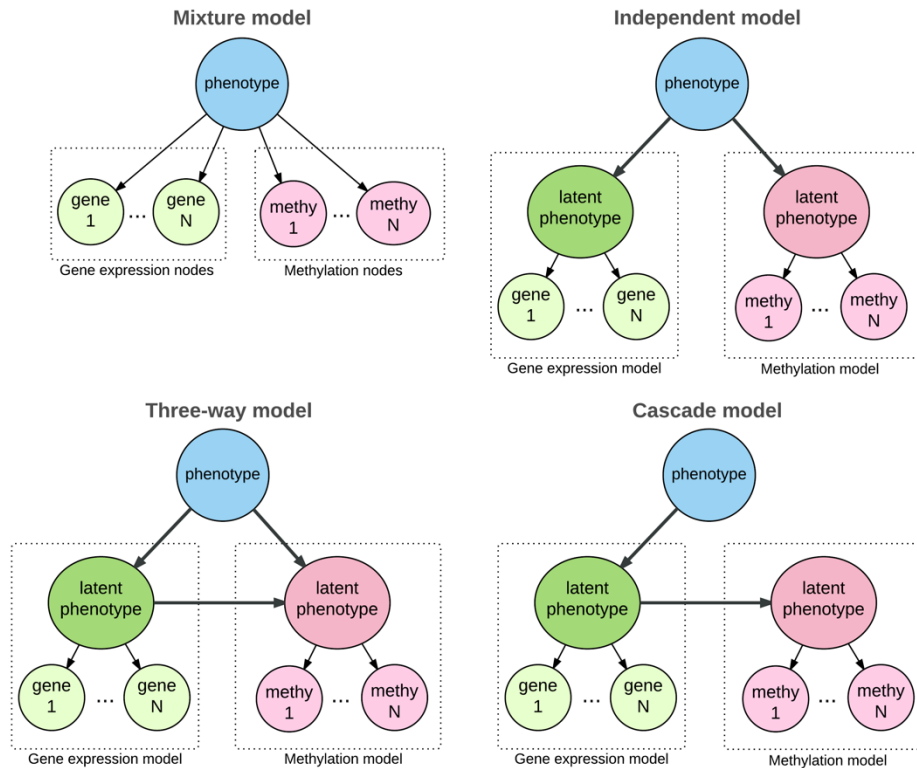 Mixture model
phenotype
gene
1
...
gene
N
methy
1
...
methy
N
Gene expression nodes
Methylation nodes
Independent model
phenotype
latent
phenotype
latent
phenotype
gene
1
...
gene
N
methy
1
...
methy
N
Gene expression model
Methylation model
Three-way model
phenotype
latent
phenotype
latent
phenotype
gene
1
...
gene
N
methy
1
...
methy
N
Gene expression model
Methylation model
Cascade model
phenotype
latent
phenotype
latent
phenotype
gene
1
...
gene
N
methy
1
...
methy
N
Gene expression model
Methylation model